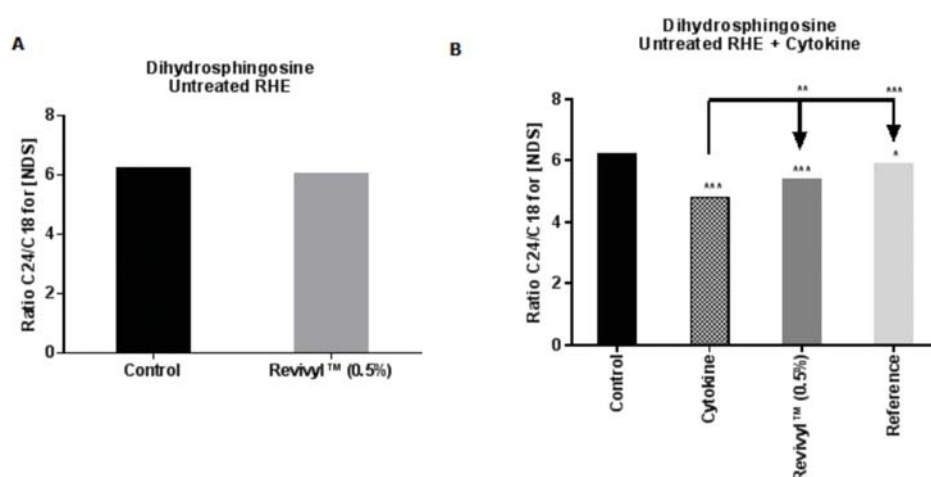 A
Dihydrosphingosine
Untreated RHE
Ratio C24/C18 for [NDS]
8
6
4
2
0
Control
Revivyl™ (0.5%)
B
Dihydrosphingosine
Untreated RHE + Cytokine
Ratio C24/C18 for [NDS]
8
6
4
2
0
**
***
***
***
*
Control
Cytokine
Revivyl™ (0.5%)
Reference